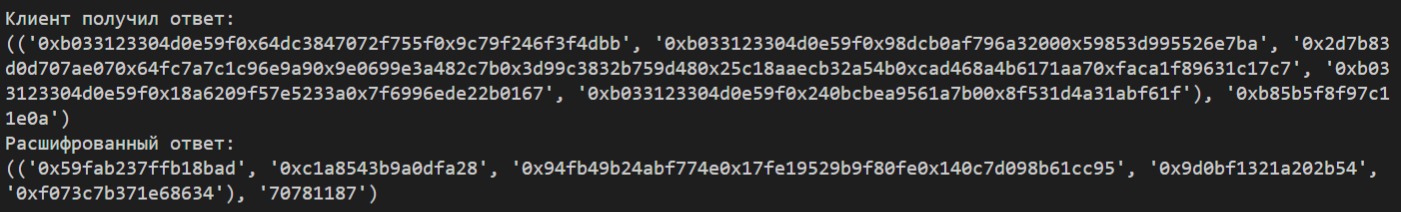 Клиент получил ответ:
(('0xb033123304d0e59f0x64dc3847072f755f0x9c79f246f3f4dbb', '0xb033123304d0e59f0x98dcb0af796a32000x59853d995526e7ba', '0x2d7b83
d0d707ae070x64fc7a7c1c96e9a90x9e0699e3a482c7b0x3d99c3832b759d480x25c18aaecb32a54b0xcad468a4b6171aa70xfaca1f89631c17c7', '0xb03
3123304d0e59f0x18a6209f57e5233a0x7f6996ede22b0167', '0xb033123304d0e59f0x240bcbea9561a7b00x8f531d4a31abf61f'), '0xb85b5f8f97c1
1e0a')
Расшифрованный ответ:
(('0x59fab237ffb18bad', '0xc1a8543b9a0dfa28', '0x94fb49b24abf774e0x17fe19529b9f80fe0x140c7d098b61cc95', '0x9d0bf1321a202b54',
'0xf073c7b371e68634'), '70781187')